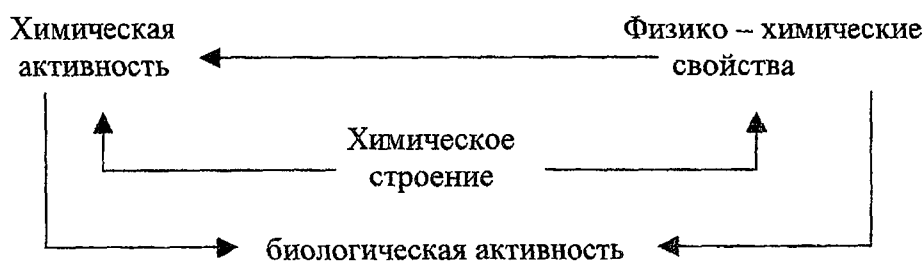 Химическая
активность
Физико – химические
свойства
Химическое
строение
биологическая активность